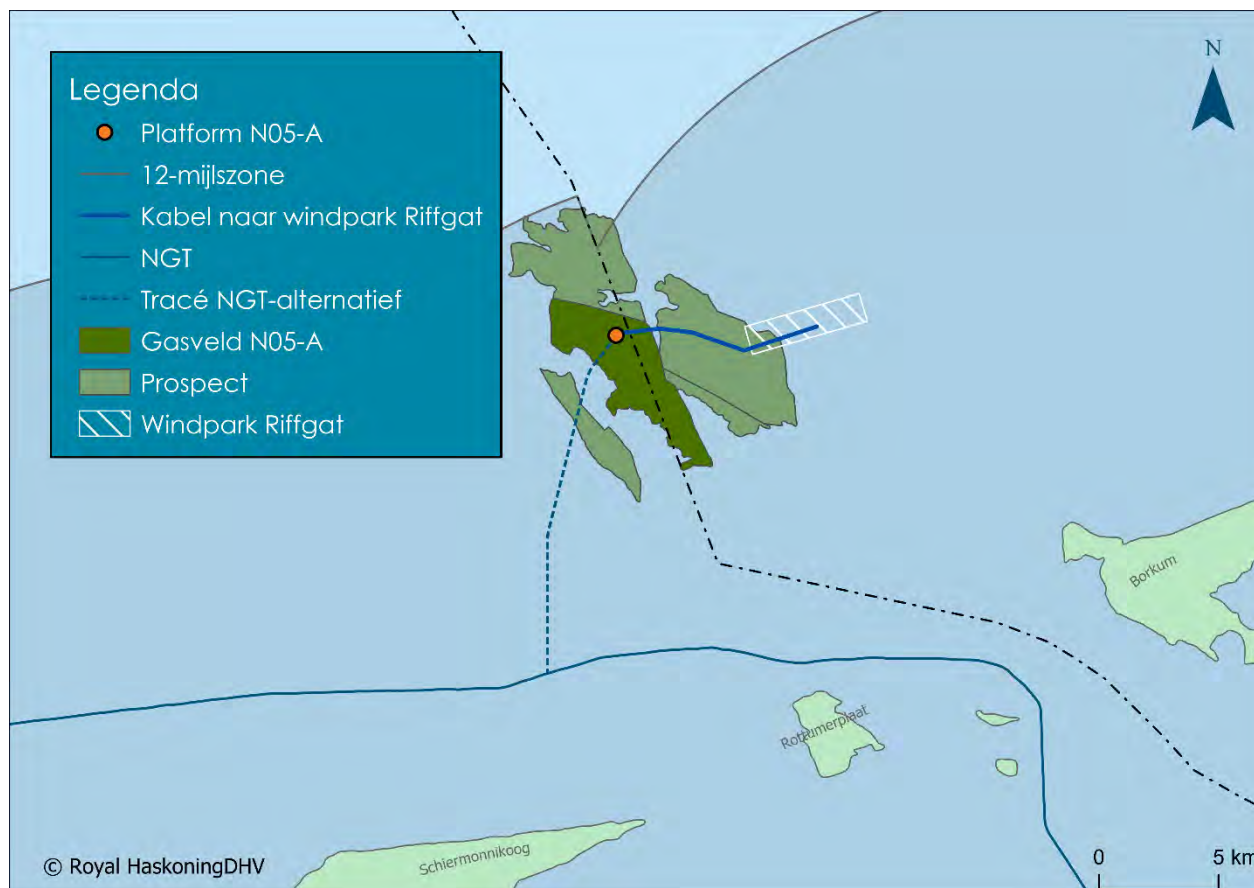 N
Legenda
Platform N05-A
12-mijlszone
Kabel naar windpark Riffgat
NGT
Tracé NGT-alternatief
Gasveld N05-A
Prospect
Windpark Riffgat
Borkum
Rottumerplaat
Schiermonnikoog
© Royal HaskoningDHV
0 5 km